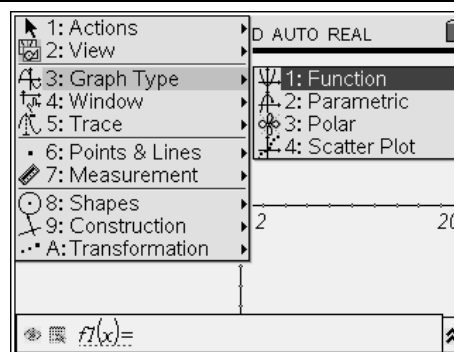 1: Actions
2: View
3: Graph Type
4: Window
5: Trace
6: Points & Lines
7: Measurement
8: Shapes
9: Construction
A: Transformation
D AUTO REAL
1: Function
2: Parametric
3: Polar
4: Scatter Plot
2
20
f1(x)=